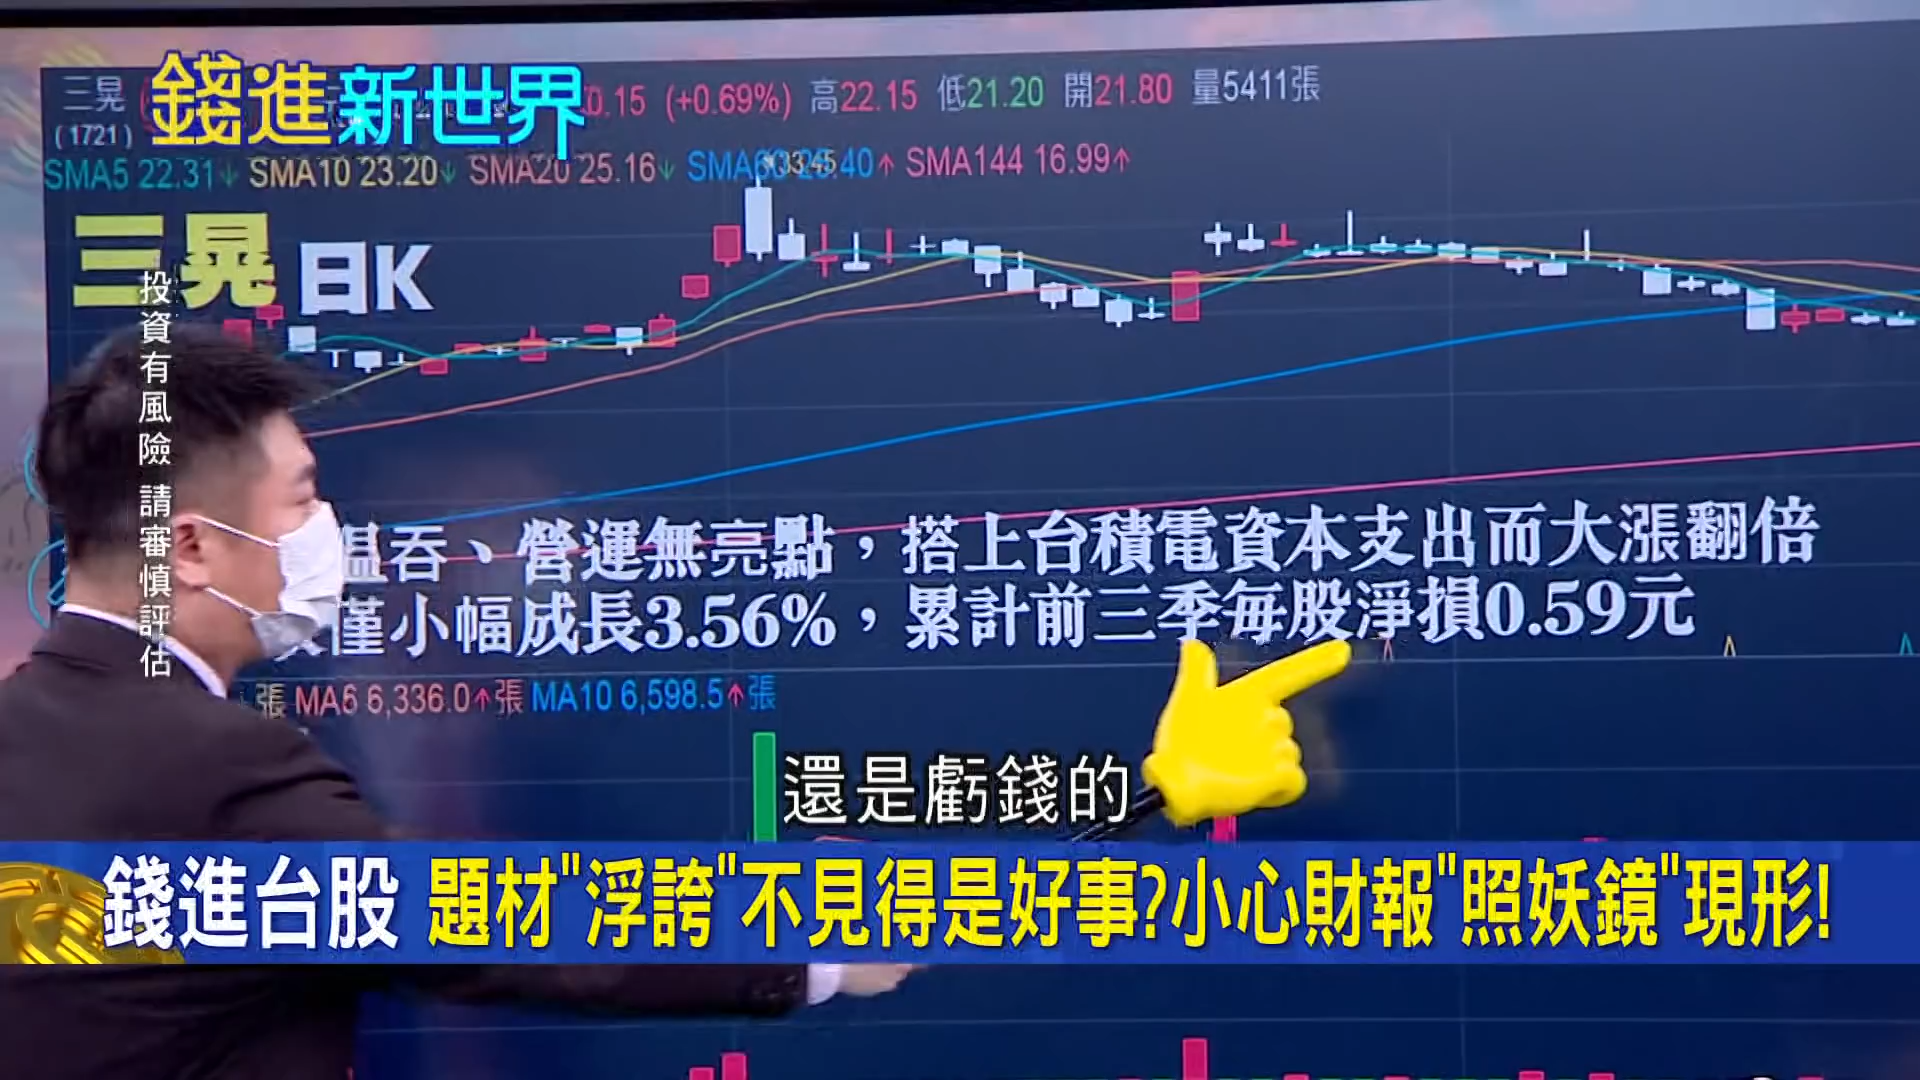 錢進新世界
三晃
(1721)
0.15 (+0.69%) 高22.15 低21.20 開21.80 量5411張
SMA5 22.31↓ SMA10 23.20↓ SMA20 25.16↓ SMA60 26.40↑ SMA144 16.99↑
33.45
三晃 日K
投資有風險 請審慎評估
溫吞、營運無亮點，搭上台積電資本支出而大漲翻倍
僅小幅成長3.56%，累計前三季每股淨損0.59元
張 MA5 6,336.0↑張 MA10 6,598.5↑張
還是虧錢的
錢進台股 題材"浮誇"不見得是好事?小心財報"照妖鏡"現形!